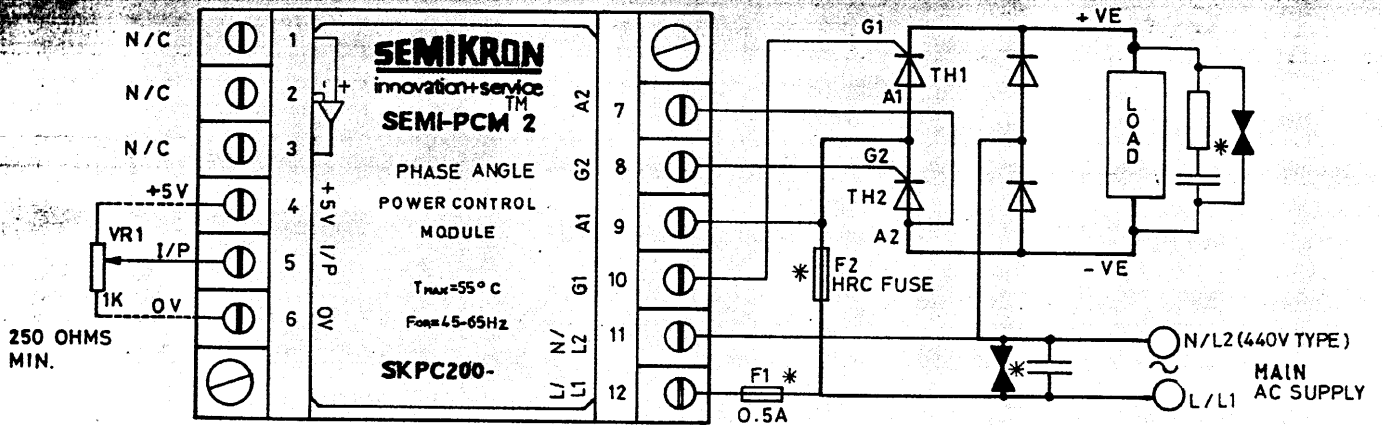 N/C
N/C
N/C
+5V
VR1
I/P
1K
0V
250 OHMS
MIN.
1
2
3
4
5
6
- +
+5V
I/P
0V
SEMIKRON
innovation+service
SEMI-PCM™ 2
PHASE ANGLE
POWER CONTROL
MODULE
TMAX=55°C
FOPR=45-65HZ
SKPC200-
A2
G2
A1
G1
N/
L2
L/
L1
7
8
9
10
11
12
G1
TH1
A1
G2
TH2
A2
* F2
HRC FUSE
F1 *
0.5A
+VE
LOAD
*
-VE
*
N/L2 (440V TYPE)
~ MAIN
AC SUPPLY
L/L1